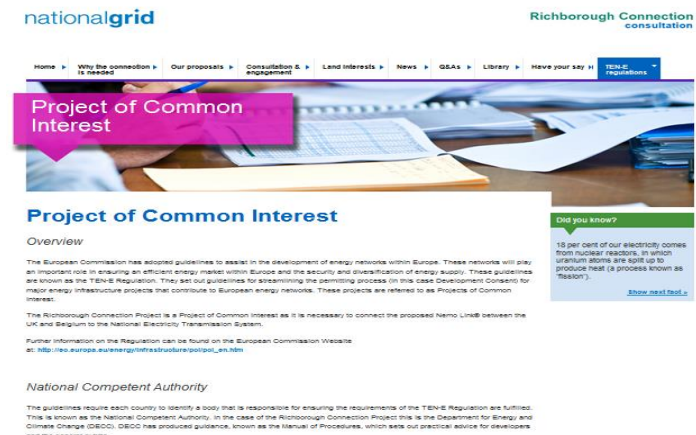 nationalgrid
Richborough Connection
consultation
Home
Why the connection
is needed
Our proposals
Consultation &
engagement
Land interests
News
Q&As
Library
Have your say
TEN-E
regulations
Project of Common
Interest
Project of Common Interest
Overview
The European Commission has adopted guidelines to assist in the development of energy networks within Europe. These networks will play
an important role in ensuring an efficient energy market within Europe and the security and diversification of energy supply. These guidelines
are known as the TEN-E Regulation. They set out guidelines for streamlining the permitting process (in this case Development Consent) for
major energy infrastructure projects that contribute to European energy networks. These projects are referred to as Projects of Common
Interest.
The Richborough Connection Project is a Project of Common Interest as it is necessary to connect the proposed Nemo Link® between the
UK and Belgium to the National Electricity Transmission System.
Further information on the Regulation can be found on the European Commission Website
at: http://ec.europa.eu/energy/infrastructure/pci/pci_en.htm
National Competent Authority
The guidelines require each country to identify a body that is responsible for ensuring the requirements of the TEN-E Regulation are fulfilled.
This is known as the National Competent Authority. In the case of the Richborough Connection Project this is the Department for Energy and
Climate Change (DECC). DECC has produced guidance, known as the Manual of Procedures, which sets out practical advice for developers
Did you know?
18 per cent of our electricity comes
from nuclear reactors, in which
uranium atoms are split up to
produce heat (a process known as
'fission').
Show next fact »